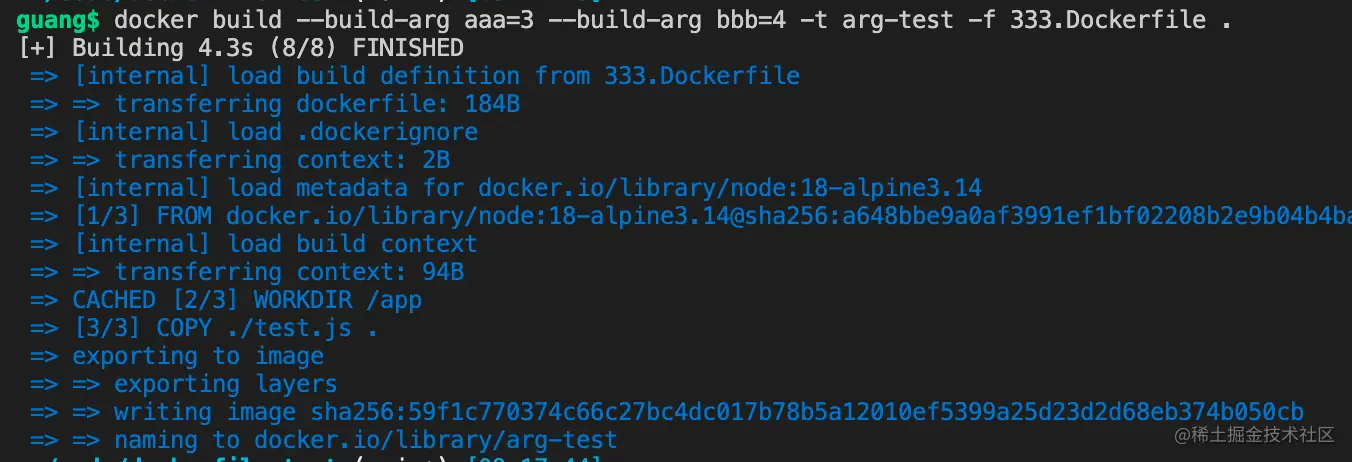 guang$ docker build --build-arg aaa=3 --build-arg bbb=4 -t arg-test -f 333.Dockerfile .
[+] Building 4.3s (8/8) FINISHED
=> [internal] load build definition from 333.Dockerfile
=> => transferring dockerfile: 184B
=> [internal] load .dockerignore
=> => transferring context: 2B
=> [internal] load metadata for docker.io/library/node:18-alpine3.14
=> [1/3] FROM docker.io/library/node:18-alpine3.14@sha256:a648bbe9a0af3991ef1bf02208b2e9b04b4ba
=> [internal] load build context
=> => transferring context: 94B
=> CACHED [2/3] WORKDIR /app
=> [3/3] COPY ./test.js .
=> exporting to image
=> => exporting layers
=> => writing image sha256:59f1c770374c66c27bc4dc017b78b5a12010ef5399a25d23d2d68eb374b050cb
=> => naming to docker.io/library/arg-test
@稀土掘金技术社区